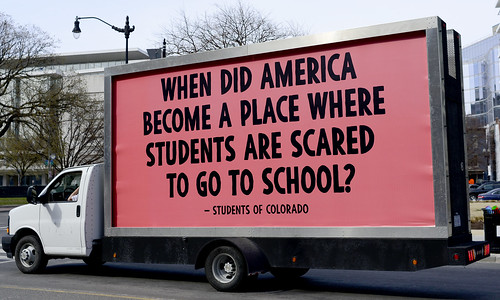 WHEN DID AMERICA
BECOME A PLACE WHERE
STUDENTS ARE SCARED
TO GO TO SCHOOL?
– STUDENTS OF COLORADO